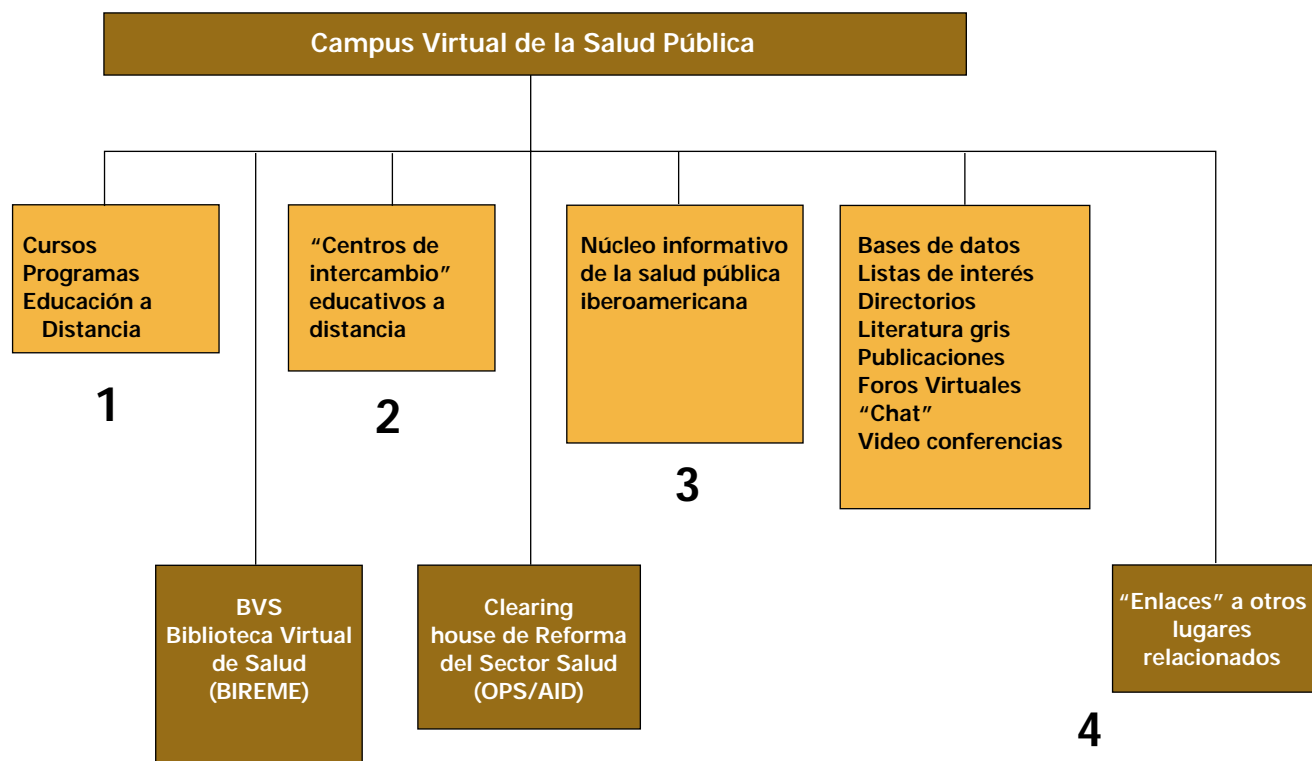 Campus Virtual de la Salud Pública
Cursos
Programas
Educación a
Distancia
1
“Centros de
intercambio”
educativos a
distancia
2
Núcleo informativo
de la salud pública
iberoamericana
3
Bases de datos
Listas de interés
Directorios
Literatura gris
Publicaciones
Foros Virtuales
“Chat”
Video conferencias
BVS
Biblioteca Virtual
de Salud
(BIREME)
Clearing
house de Reforma
del Sector Salud
(OPS/AID)
“Enlaces” a otros
lugares
relacionados
4